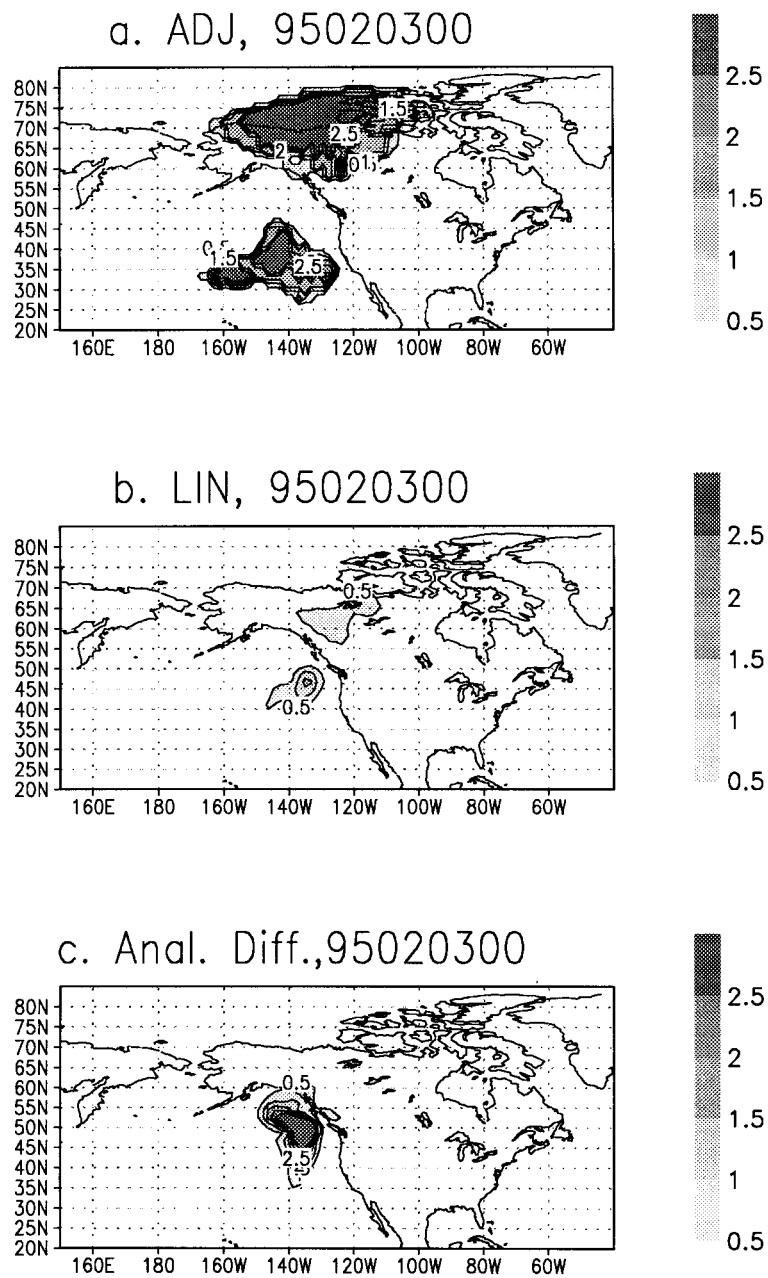 a. ADJ, 95020300
80N
75N
70N
65N
60N
55N
50N
45N
40N
35N
30N
25N
20N
1.5
2.5
2
1.5
2.5
160E 180 160W 140W 120W 100W 80W 60W
2.5
2
1.5
1
0.5
b. LIN, 95020300
80N
75N
70N
65N
60N
55N
50N
45N
40N
35N
30N
25N
20N
0.5
0.5
160E 180 160W 140W 120W 100W 80W 60W
2.5
2
1.5
1
0.5
c. Anal. Diff.,95020300
80N
75N
70N
65N
60N
55N
50N
45N
40N
35N
30N
25N
20N
0.5
2.5
160E 180 160W 140W 120W 100W 80W 60W
2.5
2
1.5
1
0.5